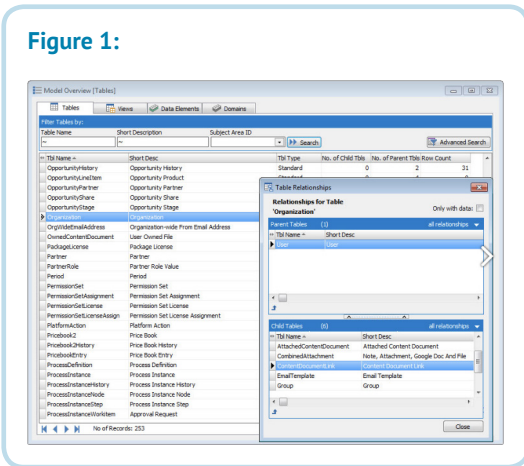 Figure 1:
Model Overview [Tables]
Tables Views Data Elements Domains
Filter Tables by:
Table Name Short Description Subject Area ID
~ ~ Search Advanced Search
Tbl Name Short Desc Tbl Type No. of Child Tbls No. of Parent Tbls Row Count
OpportunityHistory Opportunity History Standard 0 2 31
OpportunityLineItem Opportunity Product Standard
OpportunityPartner Opportunity Partner
OpportunityShare Opportunity Share
OpportunityStage Opportunity Stage
Organization Organization
OrgWideEmailAddress Organization-wide From Email Address
OwnedContentDocument User Owned File
PackageLicense Package License
Partner Partner
PartnerRole Partner Role Value
Period Period
PermissionSet Permission Set
PermissionSetAssignment Permission Set Assignment
PermissionSetLicense Permission Set License
PermissionSetLicenseAssign Permission Set License Assignment
PlatformAction Platform Action
Pricebook2 Price Book
Pricebook2History Price Book History
PricebookEntry Price Book Entry
ProcessDefinition Process Definition
ProcessInstance Process Instance
ProcessInstanceHistory Process Instance History
ProcessInstanceNode Process Instance Node
ProcessInstanceStep Process Instance Step
ProcessInstanceWorkitem Approval Request
No of Records: 253
Table Relationships
Relationships for Table
'Organization'
Only with data:
Parent Tables (1) all relationships
Tbl Name Short Desc
User User
Child Tables (6) all relationships
Tbl Name Short Desc
AttachedContentDocument Attached Content Document
CombinedAttachment Note, Attachment, Google Doc And File
ContentDocumentLink Content Document Link
EmailTemplate Email Template
Group Group
Close